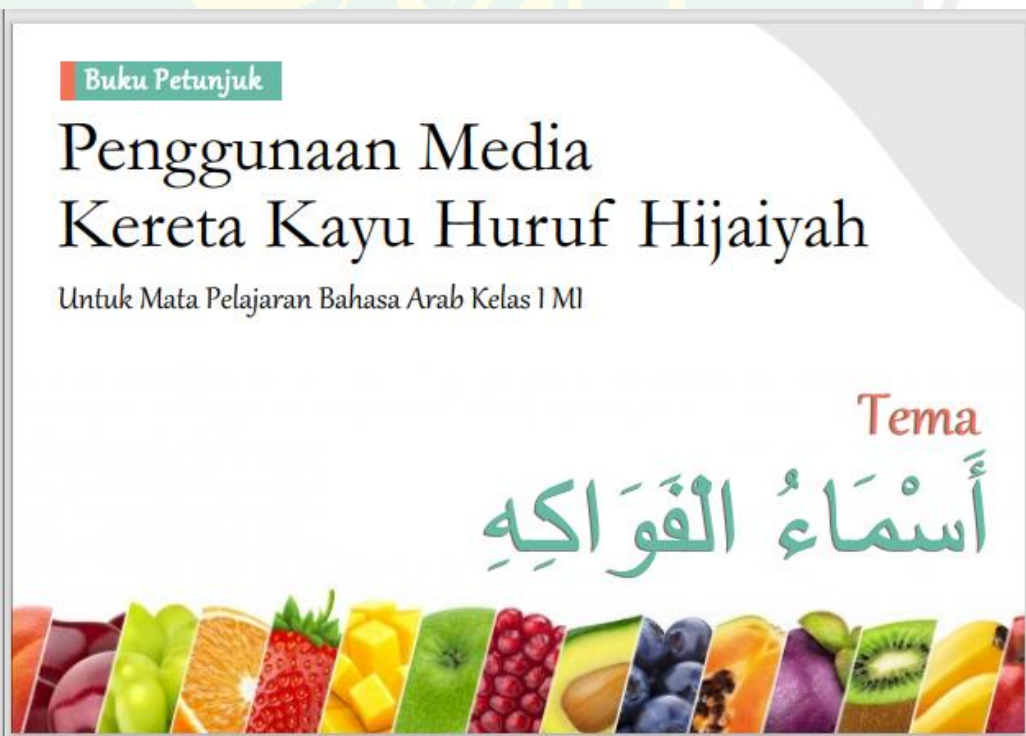 Buku Petunjuk
Penggunaan Media
Kereta Kayu Huruf Hijaiyah
Untuk Mata Pelajaran Bahasa Arab Kelas I MI
Tema
أَسْمَاءُ الْفَوَاكِهِ